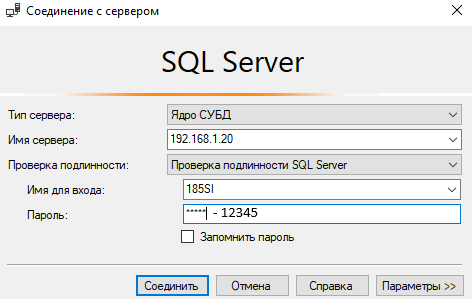 Соединение с сервером
SQL Server
Тип сервера: Ядро СУБД
Имя сервера: 192.168.1.20
Проверка подлинности: Проверка подлинности SQL Server
Имя для входа: 185SI
Пароль: *****| - 12345
Запомнить пароль
Соединить Отмена Справка Параметры >>